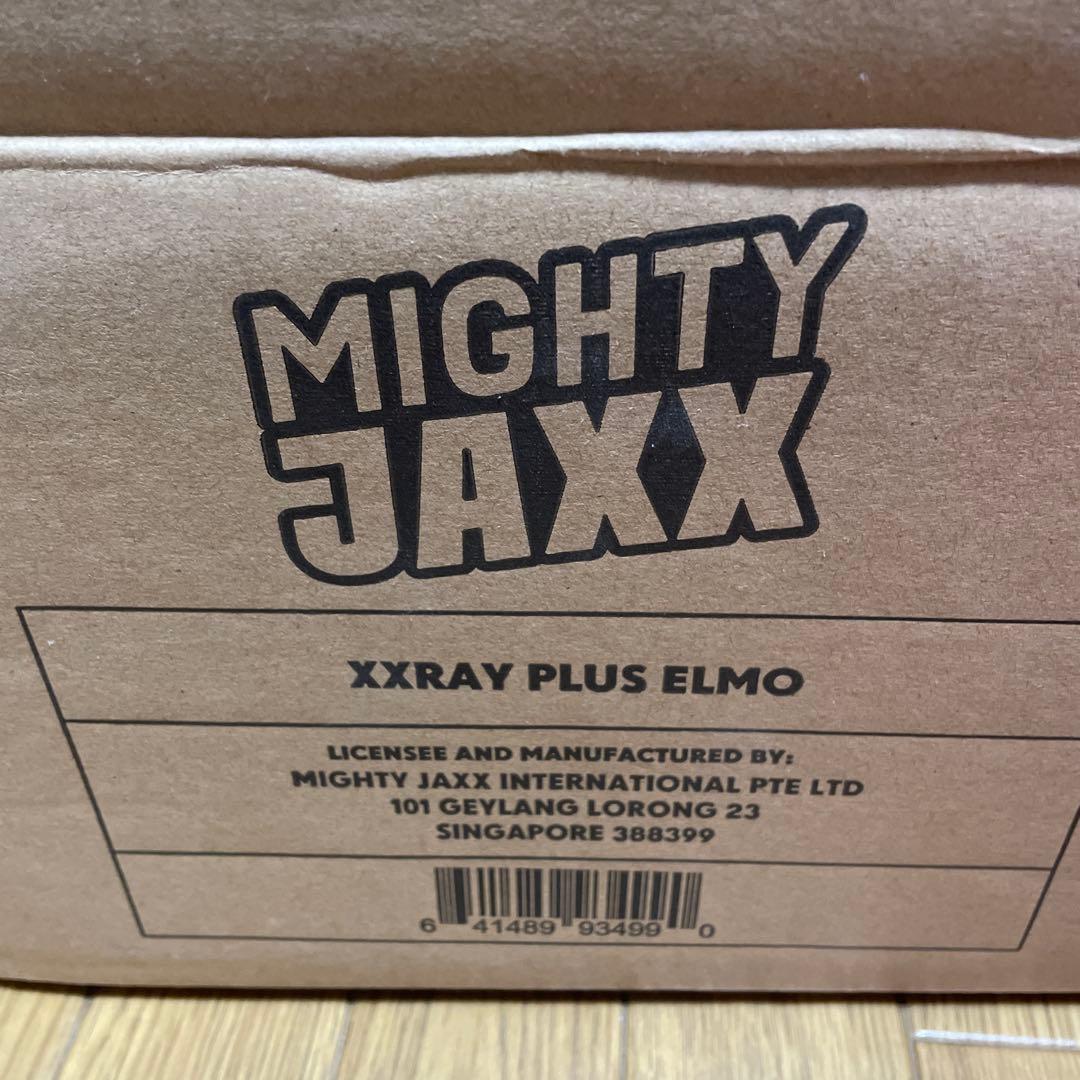 MIGHTY
JAXX
XXRAY PLUS ELMO
LICENSEE AND MANUFACTURED BY:
MIGHTY JAXX INTERNATIONAL PTE LTD
101 GEYLANG LORONG 23
SINGAPORE 388399
6 41489 93499 0